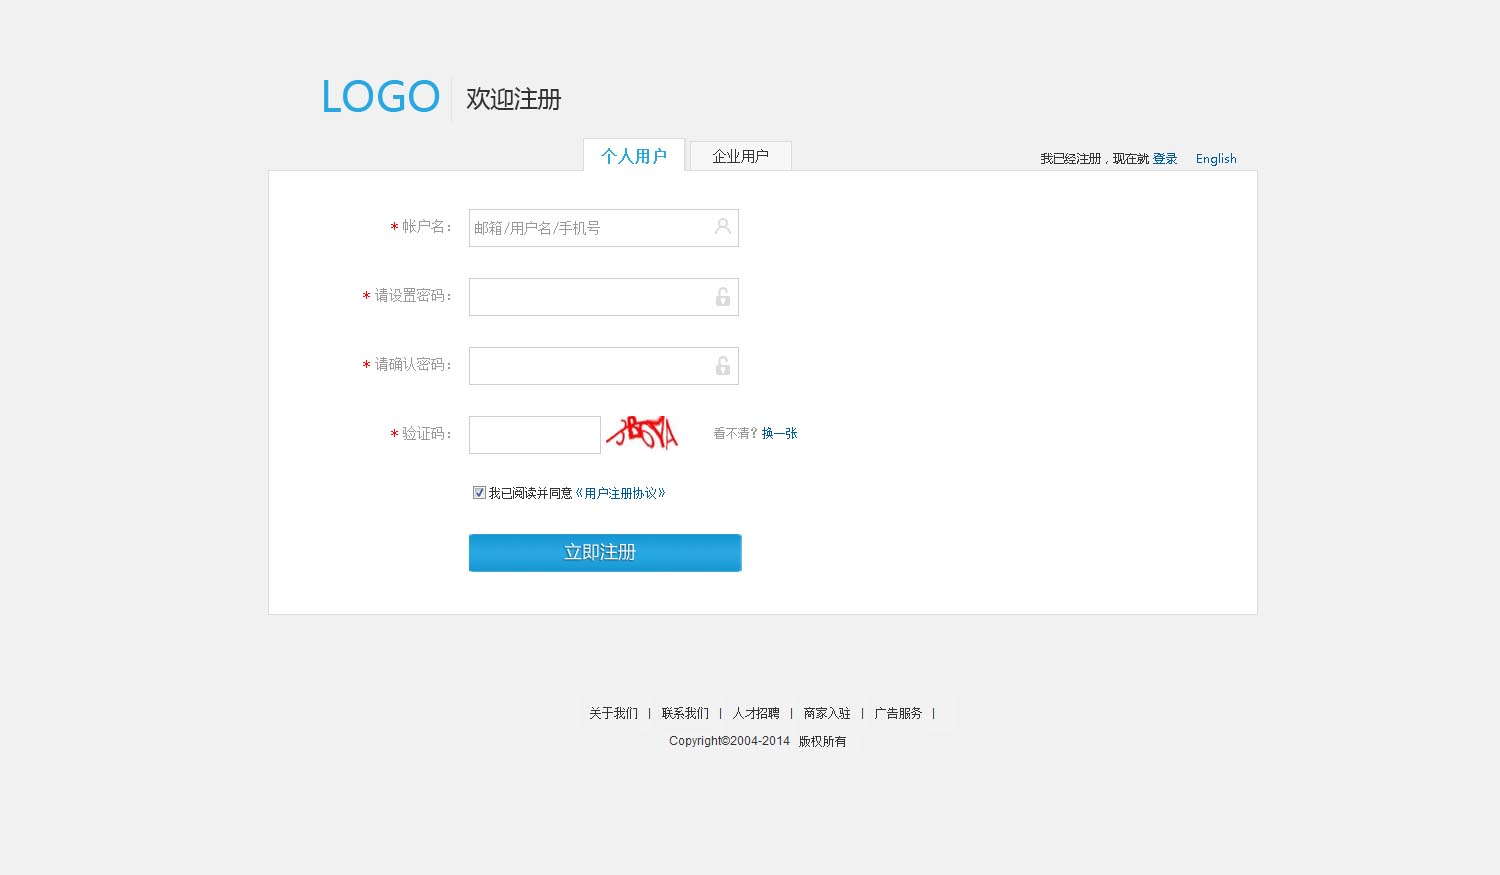 LOGO 欢迎注册
个人用户 企业用户 我已经注册，现在就 登录 English
* 帐户名： 邮箱/用户名/手机号
* 请设置密码：
* 请确认密码：
* 验证码： 看不清？换一张
我已阅读并同意《用户注册协议》
立即注册
关于我们 | 联系我们 | 人才招聘 | 商家入驻 | 广告服务 |
Copyright©2004-2014 版权所有